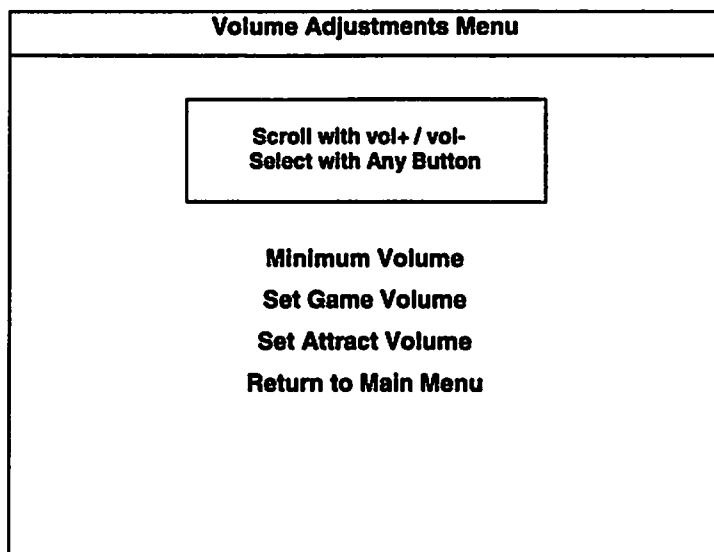 Volume Adjustments Menu
Scroll with vol+ / vol-
Select with Any Button
Minimum Volume
Set Game Volume
Set Attract Volume
Return to Main Menu